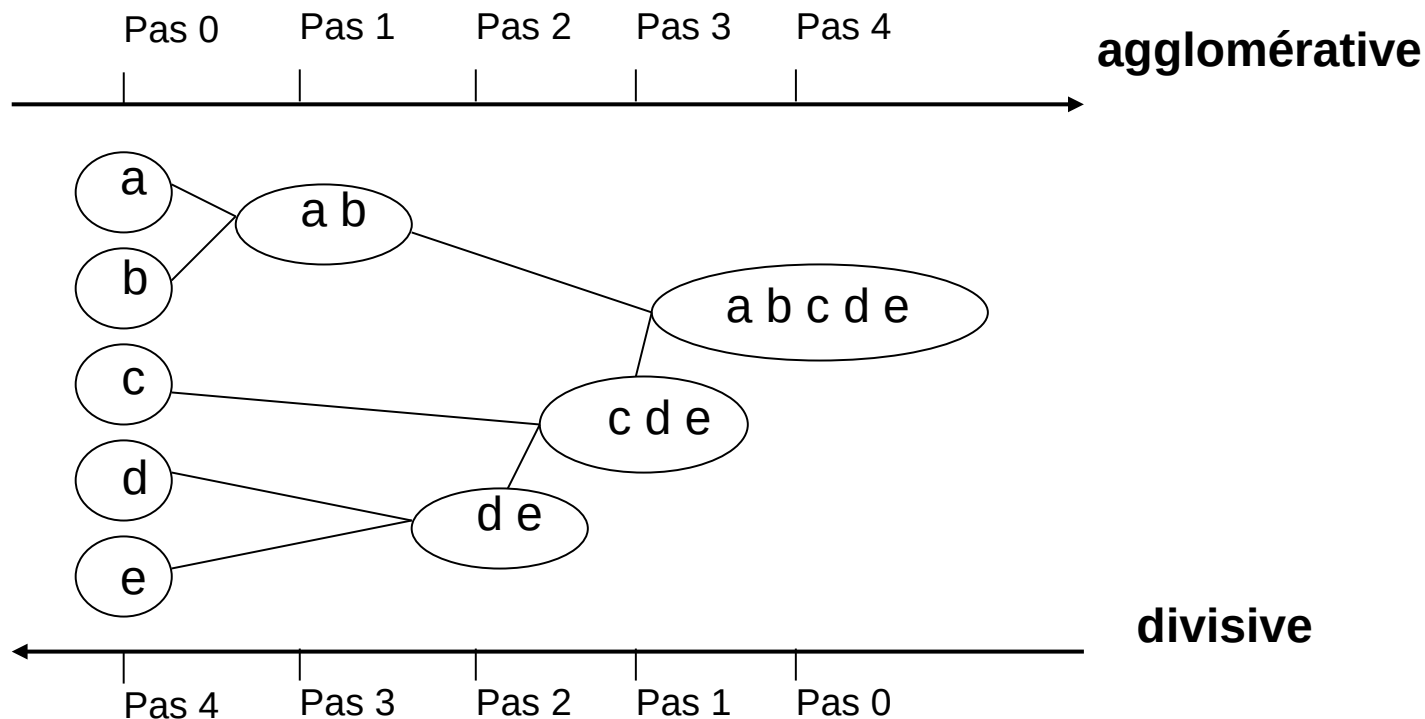 Pas 0 Pas 1 Pas 2 Pas 3 Pas 4
agglomérative
a
a b
b
a b c d e
c
c d e
d
d e
e
divisive
Pas 4 Pas 3 Pas 2 Pas 1 Pas 0